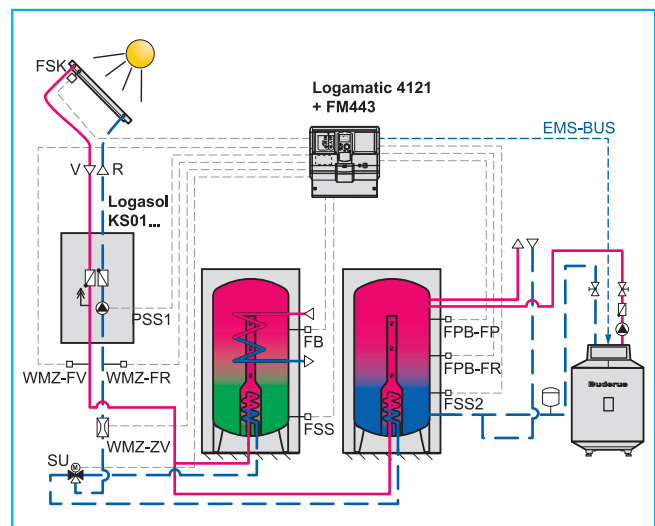 FSK
Logamatic 4121
+ FM443
EMS-BUS
V
R
Logasol
KS01...
PSS1
FB
FPB-FP
FPB-FR
WMZ-FV
WMZ-FR
FSS
FSS2
Buderus
WMZ-ZV
SU
M